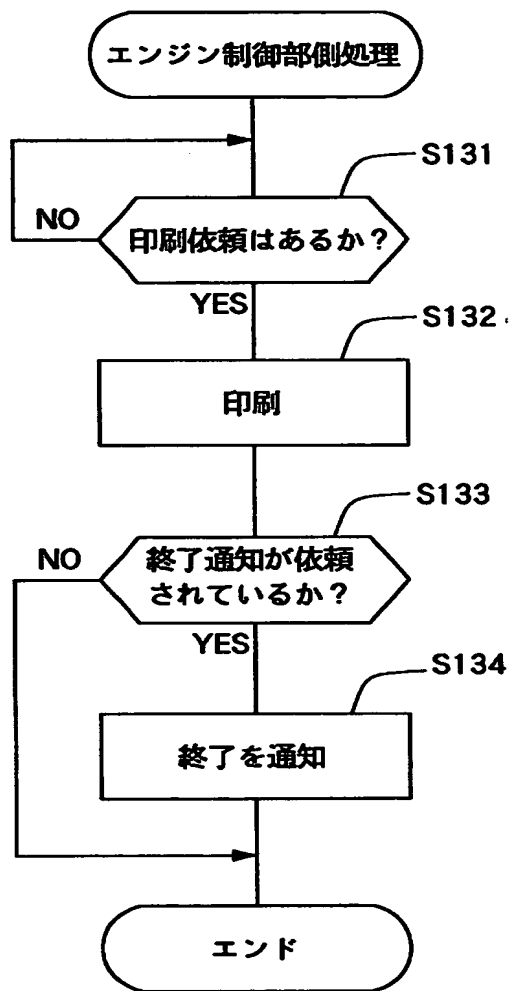 エンジン制御部側処理
S131
NO
印刷依頼はあるか？
YES
S132
印刷
S133
NO
終了通知が依頼
されているか？
YES
S134
終了を通知
エンド